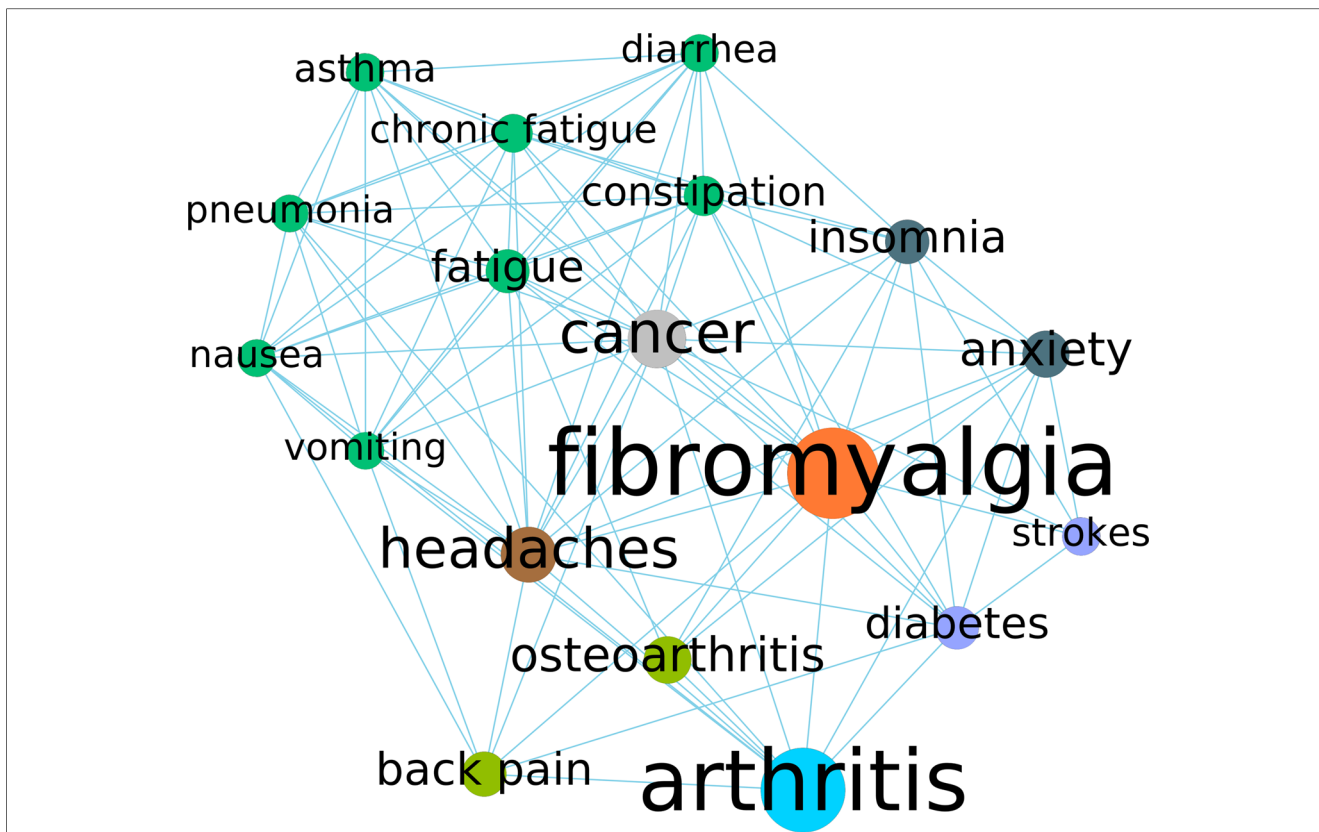 diarrhea
asthma
chronic fatigue
constipation
pneumonia
insomnia
fatigue
cancer
anxiety
nausea
vomiting
fibromyalgia
strokes
headaches
diabetes
osteoarthritis
back pain
arthritis